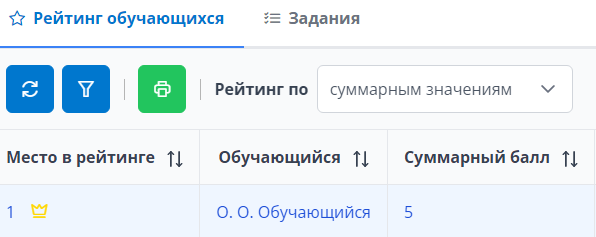 Рейтинг обучающихся Задания
Рейтинг по суммарным значениям
Место в рейтинге Обучающийся Суммарный балл
1 О. О. Обучающийся 5